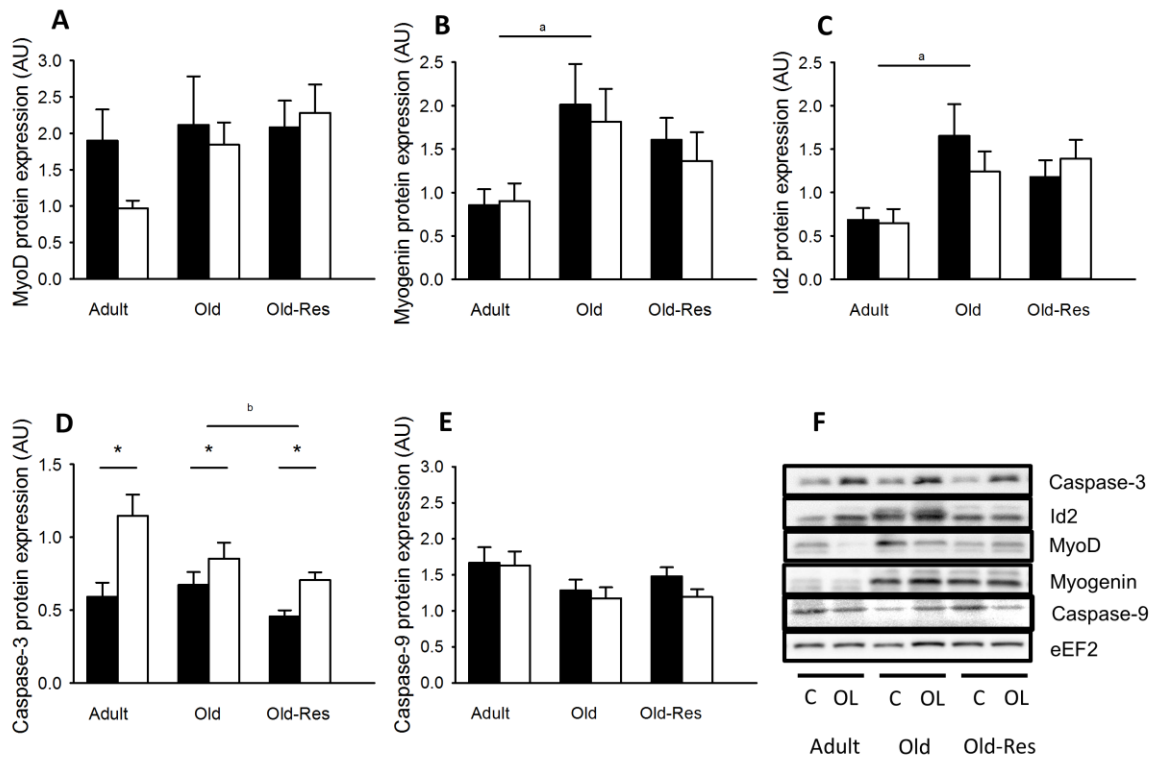 A
MyoD protein expression (AU)
3.0
2.5
2.0
1.5
1.0
0.5
0.0
Adult Old Old-Res
B
Myogenin protein expression (AU)
a
2.5
2.0
1.5
1.0
0.5
0.0
Adult Old Old-Res
C
Id2 protein expression (AU)
a
2.5
2.0
1.5
1.0
0.5
0.0
Adult Old Old-Res
D
Caspase-3 protein expression (AU)
b
* * *
1.5
1.0
0.5
0.0
Adult Old Old-Res
E
Caspase-9 protein expression (AU)
3.0
2.5
2.0
1.5
1.0
0.5
0.0
Adult Old Old-Res
F
Caspase-3
Id2
MyoD
Myogenin
Caspase-9
eEF2
C OL C OL C OL
Adult Old Old-Res